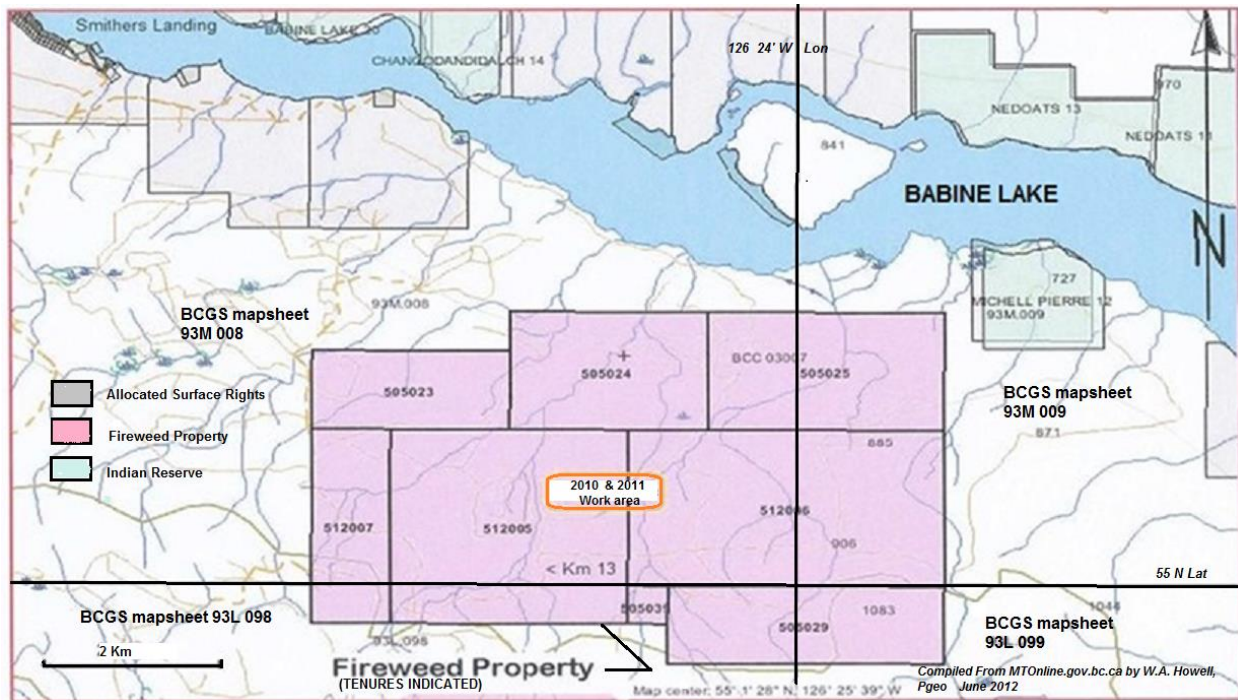 Smithers Landing
BABINE LAKE 20
CHANGODANDIDALCH 14
126 24' W Lon
970
NEDOATS 13
NEDOATS 11
841
BABINE LAKE
N
727
MICHELL PIERRE 12
93M.009
BCGS mapsheet
93M 008
93M.008
BCC 03007
505023
505024
505025
Allocated Surface Rights
Fireweed Property
Indian Reserve
BCGS mapsheet
93M 009
871
885
2010 & 2011
Work area
512007
512005
512006
906
< Km 13
55 N Lat
BCGS mapsheet 93L 098
505031
1083
505029
1044
BCGS mapsheet
93L 099
93L 098
2 Km
Fireweed Property
(TENURES INDICATED)
Map center: 55° 1' 28" N, 126° 25' 39" W
Compiled From MTOnline.gov.bc.ca by W.A. Howell,
Pgeo June 2012